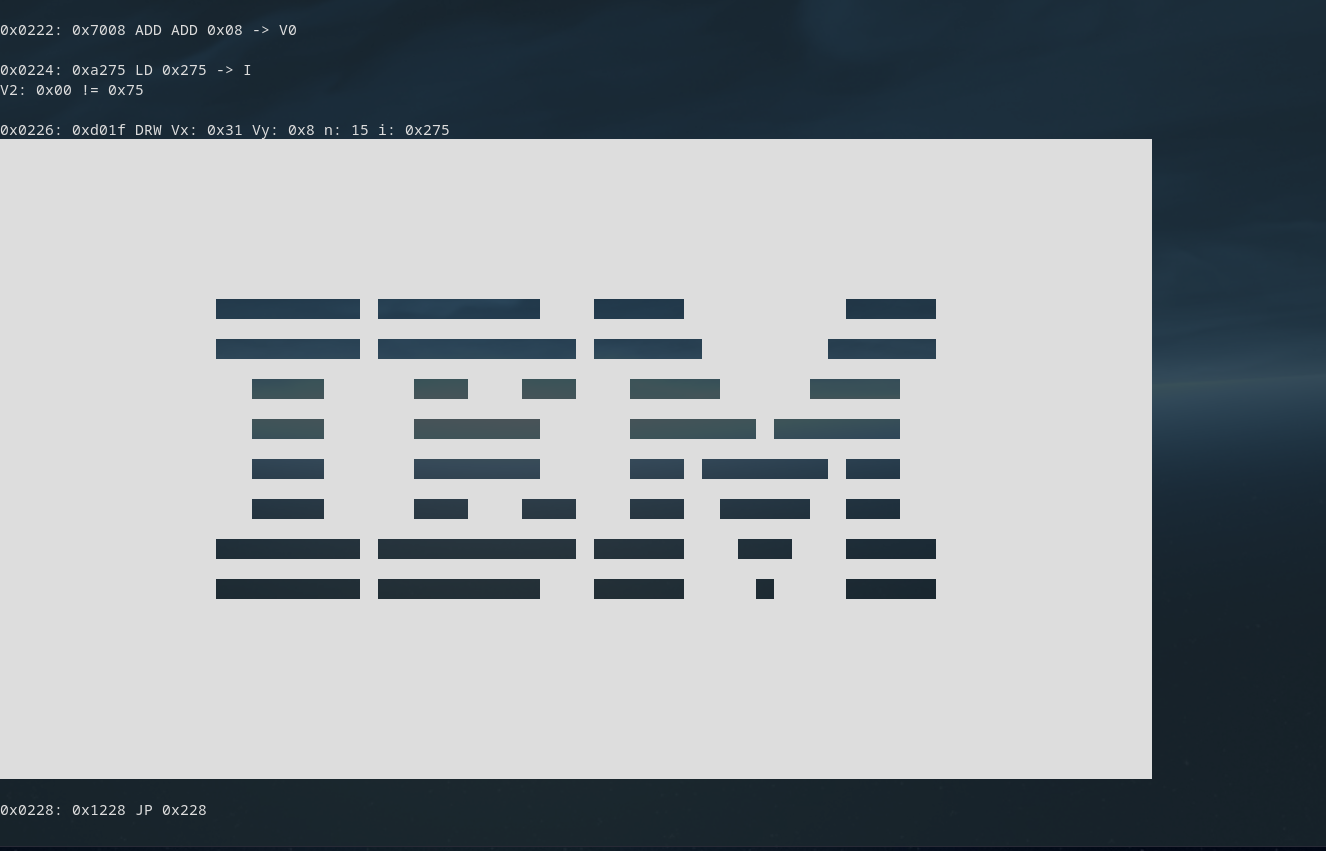 0x0222: 0x7008 ADD ADD 0x08 -> V0
0x0224: 0xa275 LD 0x275 -> I
V2: 0x00 != 0x75
0x0226: 0xd01f DRW Vx: 0x31 Vy: 0x8 n: 15 i: 0x275
IBM
0x0228: 0x1228 JP 0x228